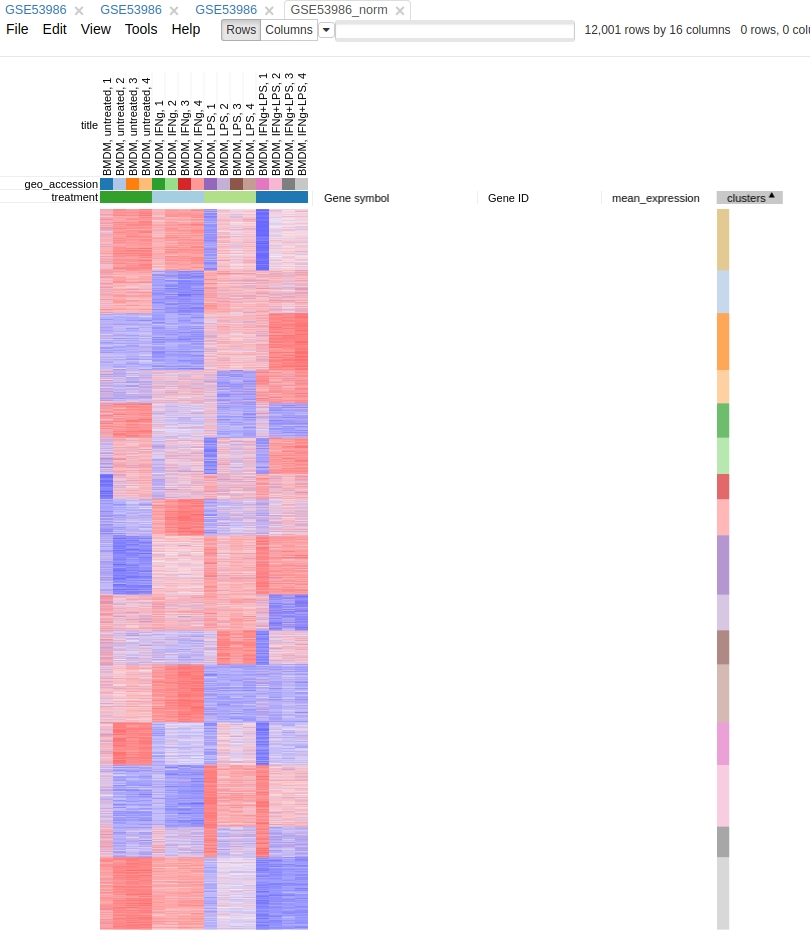 GSE53986 × GSE53986 × GSE53986 × GSE53986_norm ×
File Edit View Tools Help Rows Columns 12,001 rows by 16 columns 0 rows, 0 colu
title
BMDM, untreated, 1
BMDM, untreated, 2
BMDM, untreated, 3
BMDM, untreated, 4
BMDM, IFNg, 1
BMDM, IFNg, 2
BMDM, IFNg, 3
BMDM, IFNg, 4
BMDM, LPS, 1
BMDM, LPS, 2
BMDM, LPS, 3
BMDM, LPS, 4
BMDM, IFNg+LPS, 1
BMDM, IFNg+LPS, 2
BMDM, IFNg+LPS, 3
BMDM, IFNg+LPS, 4
geo_accession
treatment Gene symbol Gene ID mean_expression clusters